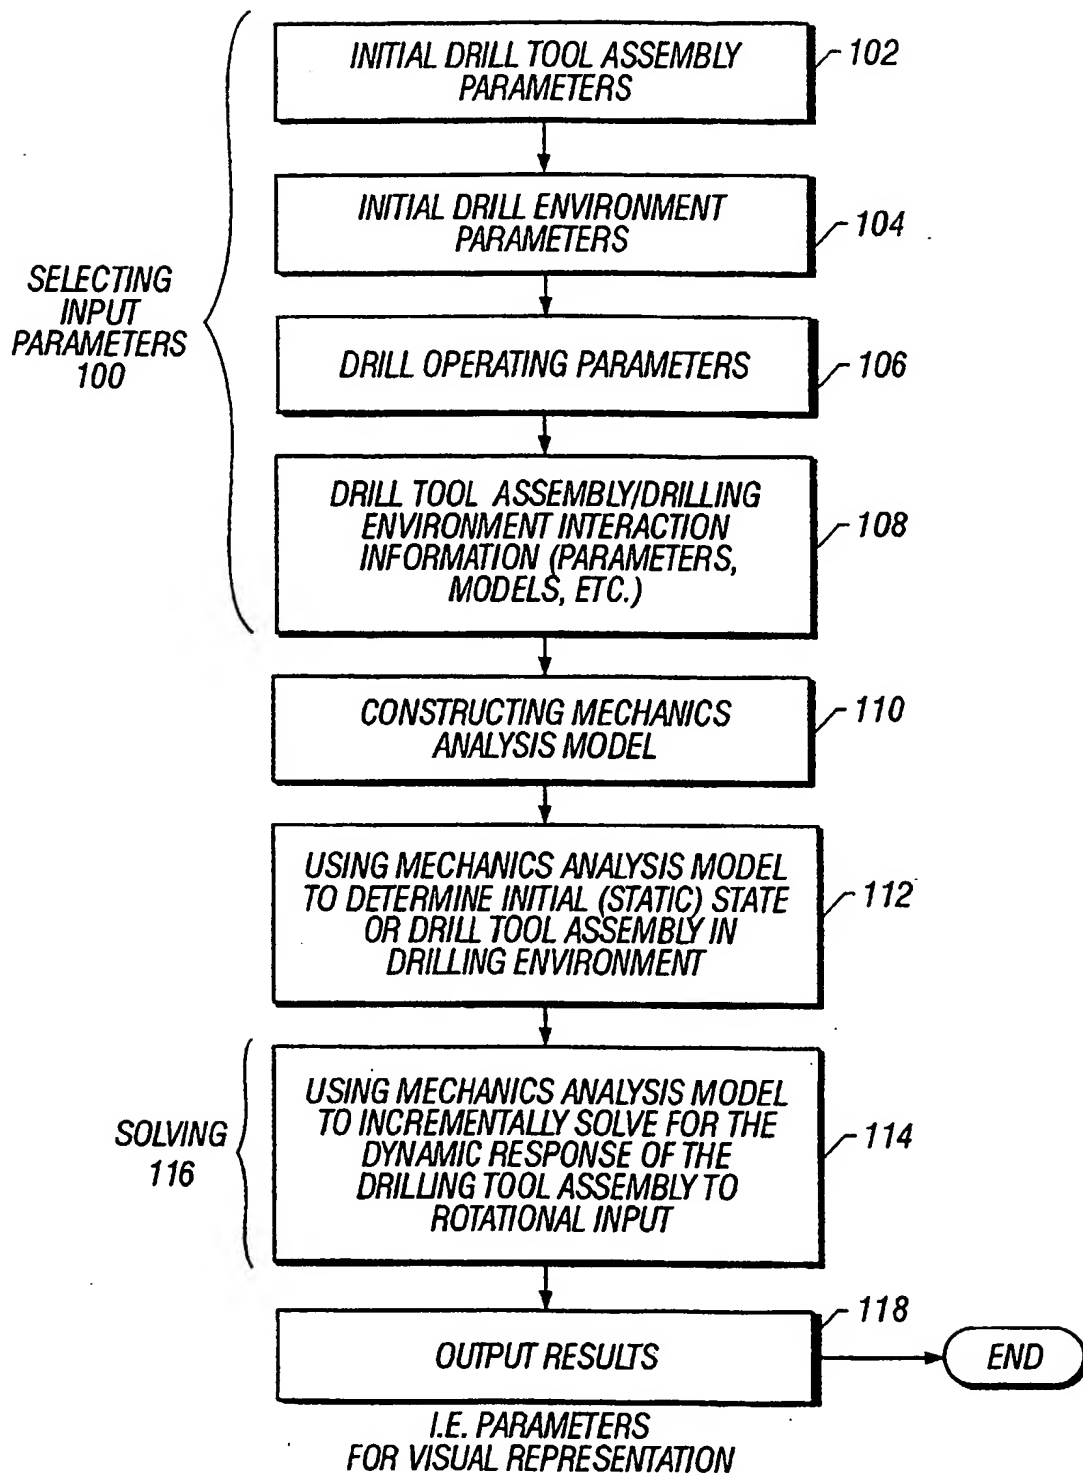 INITIAL DRILL TOOL ASSEMBLY
PARAMETERS
102
INITIAL DRILL ENVIRONMENT
PARAMETERS
104
SELECTING
INPUT
PARAMETERS
100
DRILL OPERATING PARAMETERS
106
DRILL TOOL ASSEMBLY/DRILLING
ENVIRONMENT INTERACTION
INFORMATION (PARAMETERS,
MODELS, ETC.)
108
CONSTRUCTING MECHANICS
ANALYSIS MODEL
110
USING MECHANICS ANALYSIS MODEL
TO DETERMINE INITIAL (STATIC) STATE
OR DRILL TOOL ASSEMBLY IN
DRILLING ENVIRONMENT
112
SOLVING
116
USING MECHANICS ANALYSIS MODEL
TO INCREMENTALLY SOLVE FOR THE
DYNAMIC RESPONSE OF THE
DRILLING TOOL ASSEMBLY TO
ROTATIONAL INPUT
114
OUTPUT RESULTS
118
END
I.E. PARAMETERS
FOR VISUAL REPRESENTATION